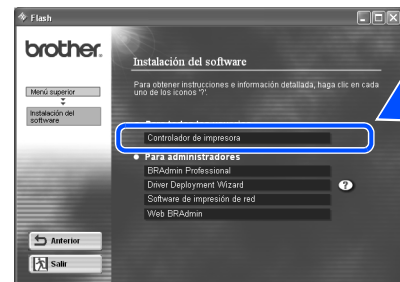 Flash
brother.
Instalación del software
Para obtener instrucciones e información detallada, haga clic en cada
uno de los iconos '?'.
Menú superior
Instalación del
software
Controlador de impresora
Para administradores
BRAdmin Professional
Driver Deployment Wizard
?
Software de impresión de red
Web BRAdmin
Anterior
Salir